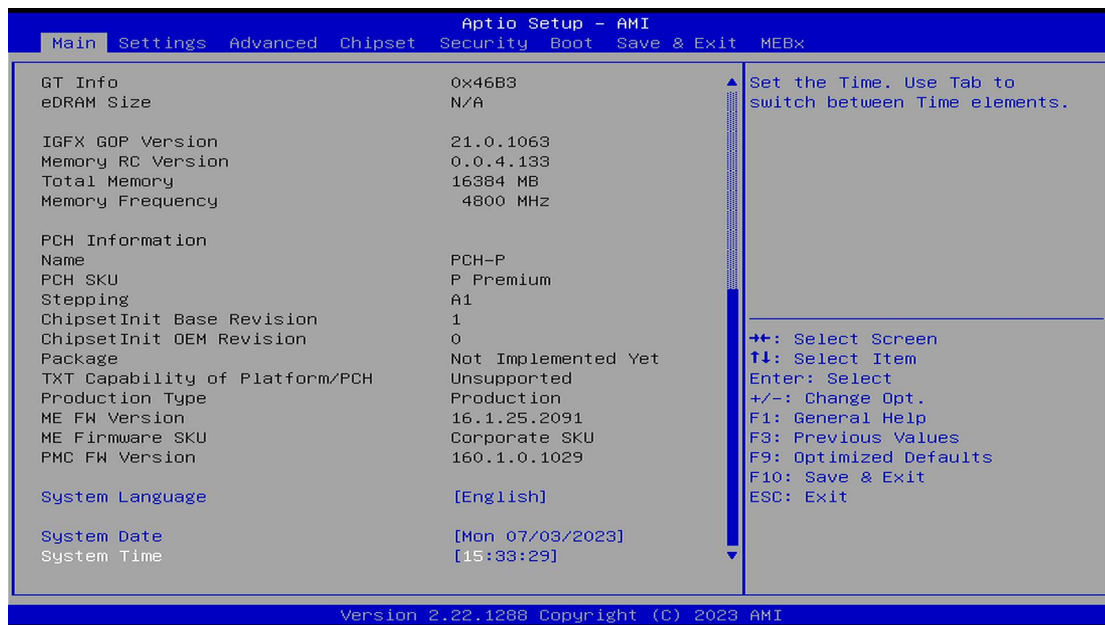 Aptio Setup – AMI
Main Settings Advanced Chipset Security Boot Save & Exit MEBx
GT Info 0x46B3
eDRAM Size N/A
IGFX GOP Version 21.0.1063
Memory RC Version 0.0.4.133
Total Memory 16384 MB
Memory Frequency 4800 MHz
PCH Information
Name PCH-P
PCH SKU P Premium
Stepping A1
ChipsetInit Base Revision 1
ChipsetInit OEM Revision 0
Package Not Implemented Yet
TXT Capability of Platform/PCH Unsupported
Production Type Production
ME FW Version 16.1.25.2091
ME Firmware SKU Corporate SKU
PMC FW Version 160.1.0.1029
System Language [English]
System Date [Mon 07/03/2023]
System Time [15:33:29]
Set the Time. Use Tab to
switch between Time elements.
→←: Select Screen
↑↓: Select Item
Enter: Select
+/-: Change Opt.
F1: General Help
F3: Previous Values
F9: Optimized Defaults
F10: Save & Exit
ESC: Exit
Version 2.22.1288 Copyright (C) 2023 AMI